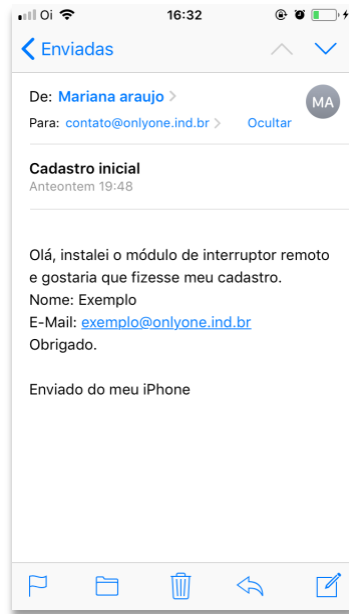 Oi 16:32
Enviadas
De: Mariana araujo
MA
Para: contato@onlyone.ind.br Ocultar
Cadastro inicial
Anteontem 19:48
Olá, instalei o módulo de interruptor remoto
e gostaria que fizesse meu cadastro.
Nome: Exemplo
E-Mail: exemplo@onlyone.ind.br
Obrigado.
Enviado do meu iPhone